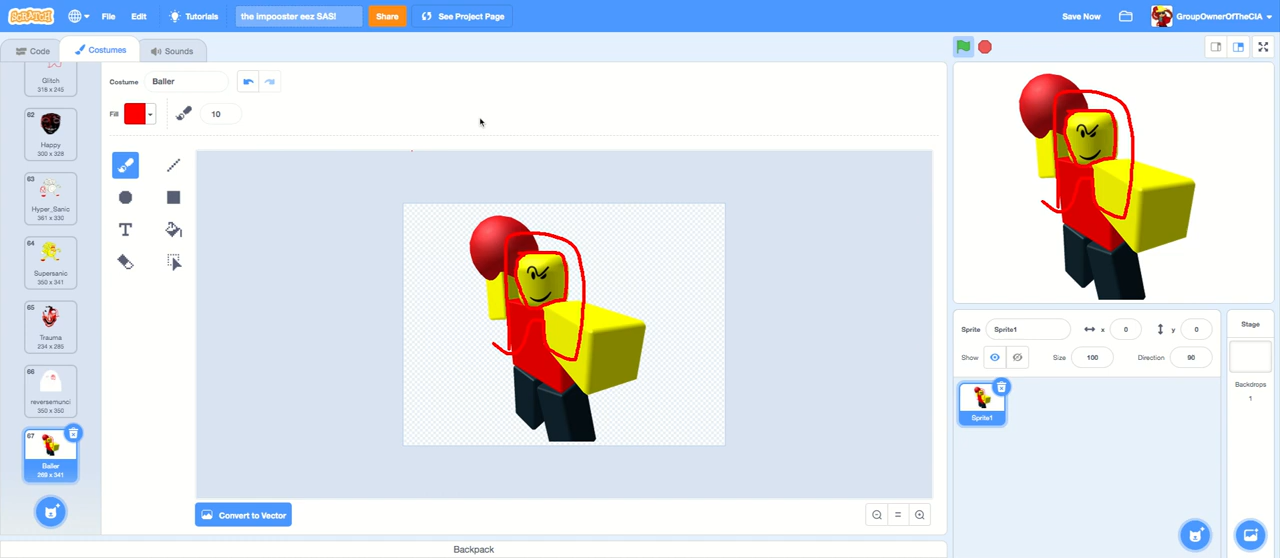 SCRATCH File Edit Tutorials the impooster eez SAS! Share See Project Page Save Now GroupOwnerOfTheCIA
Code Costumes Sounds
Glitch
318 x 245
62
Happy
300 x 328
63
Hyper_Sanic
361 x 330
64
Supersanic
350 x 341
65
Trauma
234 x 285
66
reversemunci
350 x 350
67
Baller
269 x 341
Costume Baller
Fill 10
T
Convert to Vector
Backpack
Sprite Sprite1 x 0 y 0
Show Size 100 Direction 90
Sprite1
Stage
Backdrops
1